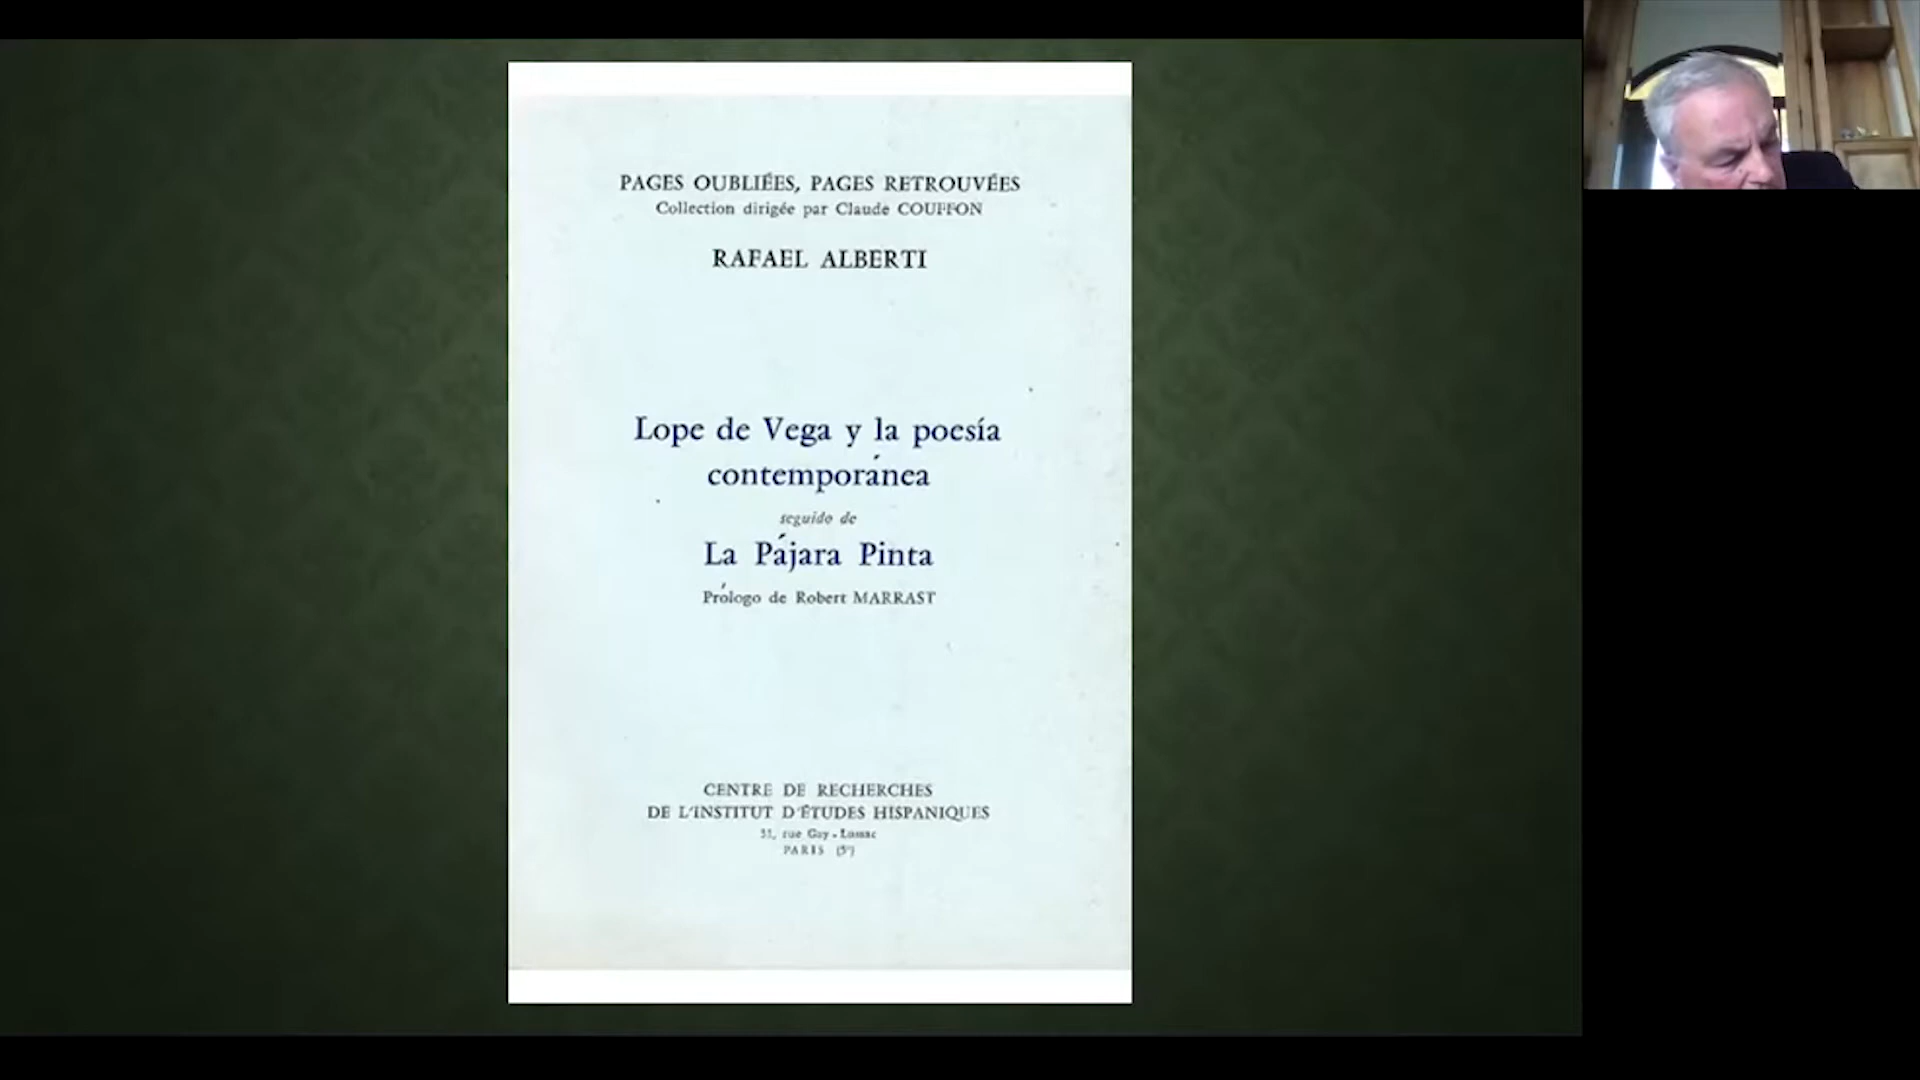 PAGES OUBLIÉES, PAGES RETROUVÉES
Collection dirigée par Claude COUFFON
RAFAEL ALBERTI
Lope de Vega y la poesía
contemporánea
seguido de
La Pájara Pinta
Prólogo de Robert MARRAST
CENTRE DE RECHERCHES
DE L'INSTITUT D'ÉTUDES HISPANIQUES
31, rue Gay-Lussac
PARIS (5e)